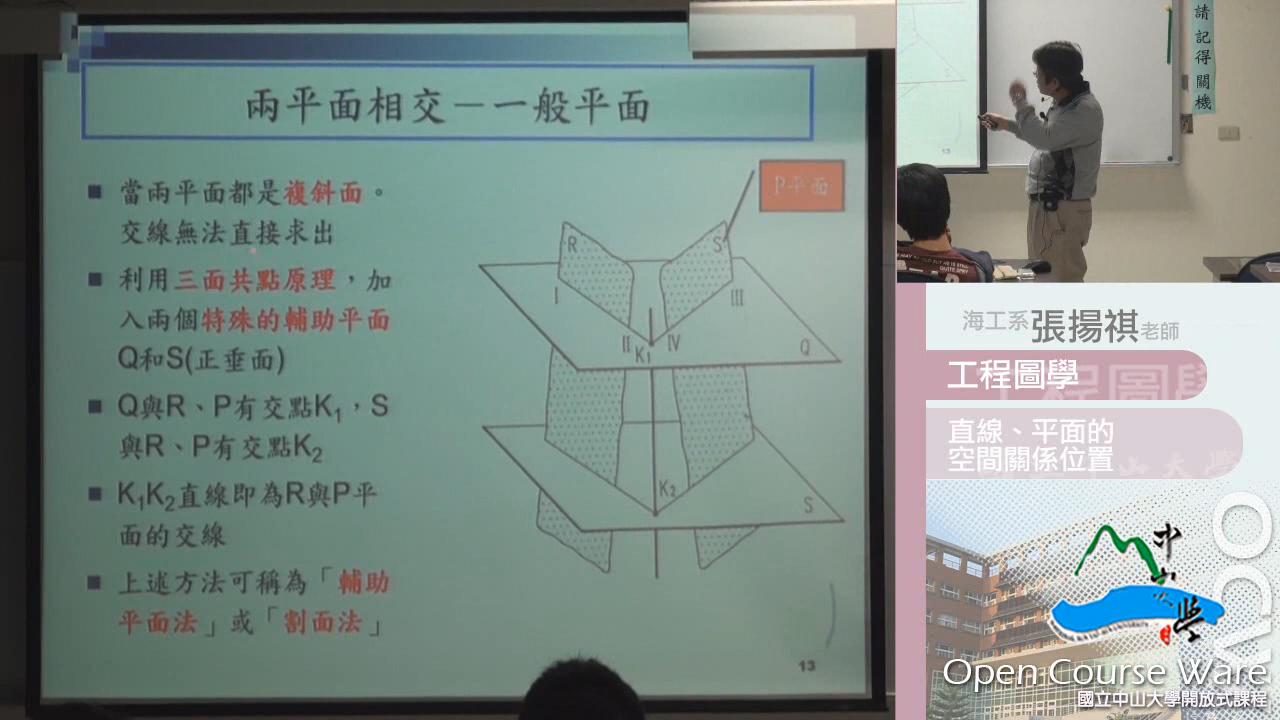 兩平面相交－一般平面
當兩平面都是複斜面。
交線無法直接求出
利用三面共點原理，加
入兩個特殊的輔助平面
Q和S(正垂面)
Q與R、P有交點K1，S
與R、P有交點K2
K1K2直線即為R與P平
面的交線
上述方法可稱為「輔助
平面法」或「割面法」
P平面
R
S
I
III
II
K1
IV
Q
K2
S
13
請記得關機
13
海工系張揚祺老師
工程圖學
直線、平面的
空間關係位置
中山大學
OCW
Open Course Ware
國立中山大學開放式課程